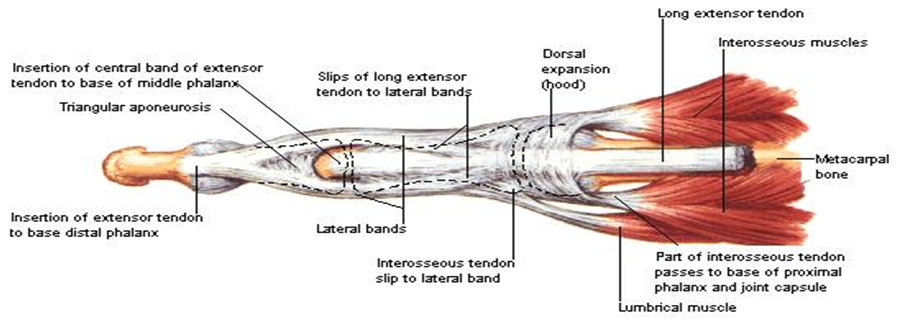 Long extensor tendon
Interosseous muscles
Dorsal
expansion
(hood)
Insertion of central band of extensor
tendon to base of middle phalanx
Slips of long extensor
tendon to lateral bands
Triangular aponeurosis
Metacarpal
bone
Insertion of extensor tendon
to base distal phalanx
Lateral bands
Interosseous tendon
slip to lateral band
Part of interosseous tendon
passes to base of proximal
phalanx and joint capsule
Lumbrical muscle